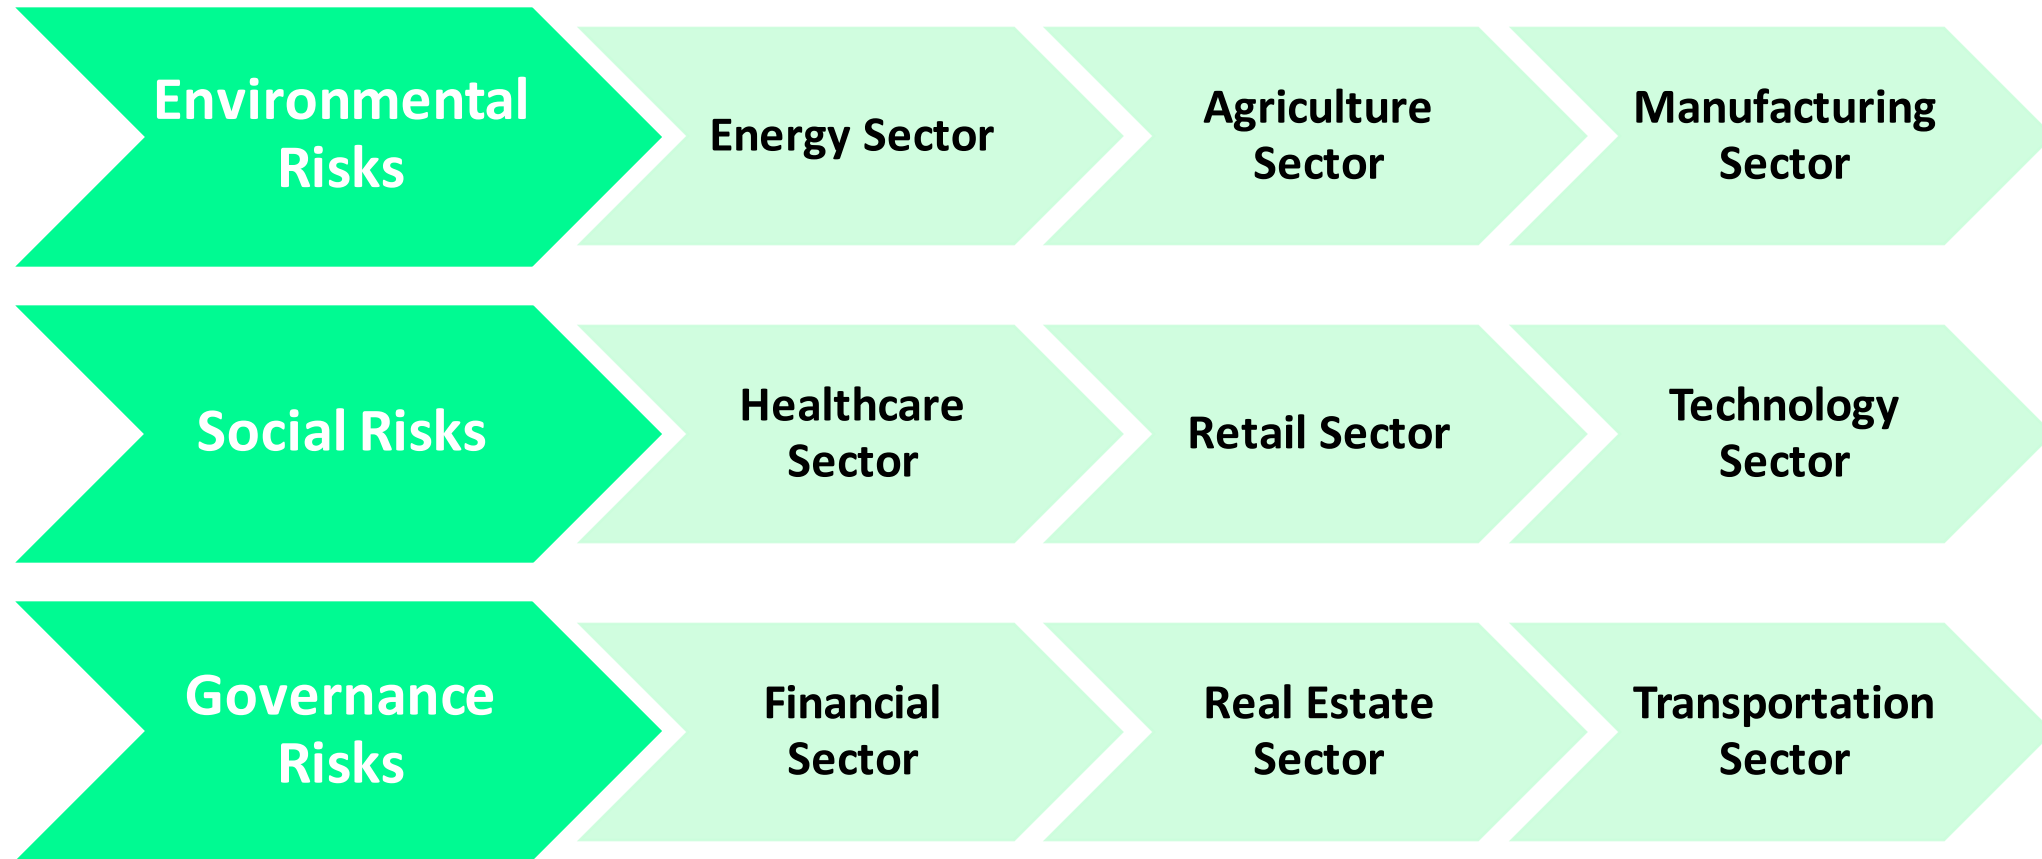 Environmental
Risks
Energy Sector
Agriculture
Sector
Manufacturing
Sector
Social Risks
Healthcare
Sector
Retail Sector
Technology
Sector
Governance
Risks
Financial
Sector
Real Estate
Sector
Transportation
Sector